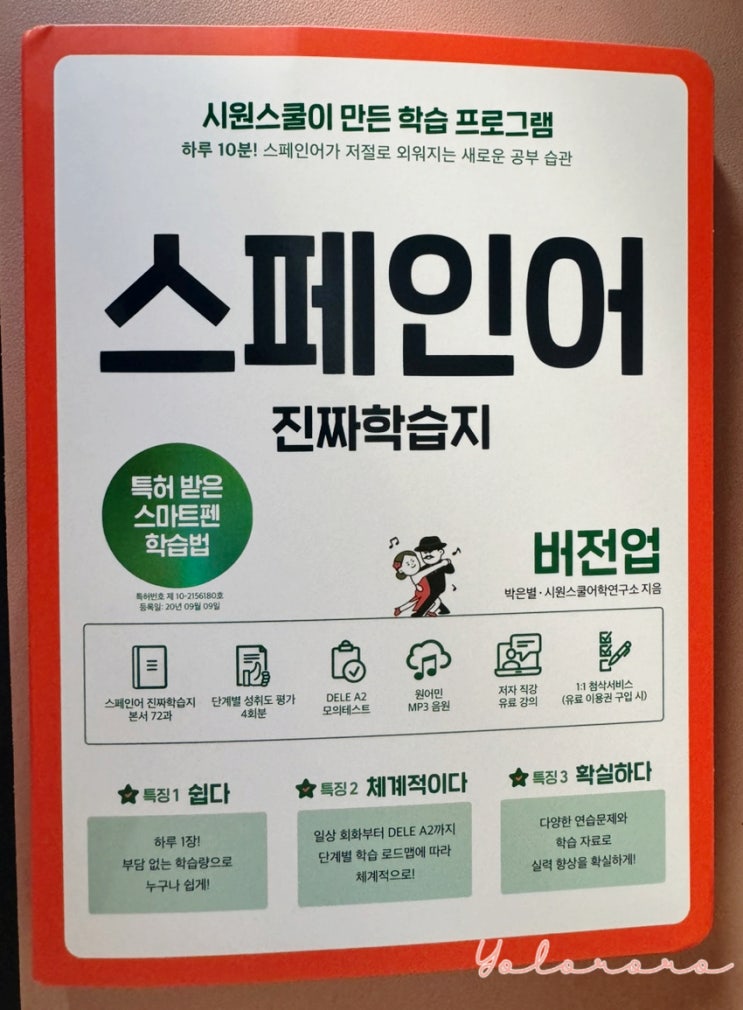 시원스쿨이 만든 학습 프로그램
하루 10분! 스페인어가 저절로 외워지는 새로운 공부 습관
스페인어
진짜학습지
특허 받은
스마트펜
학습법
특허번호 제 10-2156180호
등록일: 20년 09월 09일
버전업
박은별·시원스쿨어학연구소 지음
스페인어 진짜학습지
본서 72과
단계별 성취도 평가
4회분
DELE A2
모의테스트
원어민
MP3 음원
저자 직강
유료 강의
1:1 첨삭서비스
(유료 이용권 구입 시)
특징 1 쉽다
하루 1장!
부담 없는 학습량으로
누구나 쉽게!
특징 2 체계적이다
일상 회화부터 DELE A2까지
단계별 학습 로드맵에 따라
체계적으로!
특징 3 확실하다
다양한 연습문제와
학습 자료로
실력 향상을 확실하게!
Yolororo